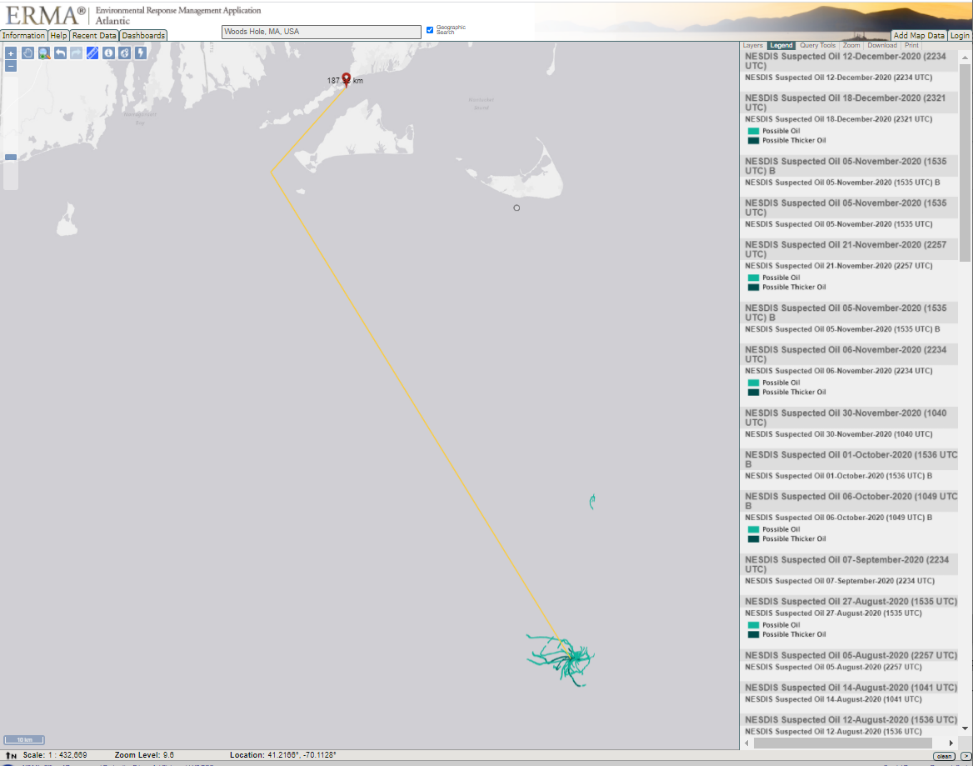 ERMA® Environmental Response Management Application
Atlantic
Information Help Recent Data Dashboards
Woods Hole, MA, USA
Geographic
Search
Add Map Data Login
Layers Legend Query Tools Zoom Download Print
km
NESDIS Suspected Oil 12-December-2020 (2234
UTC)
NESDIS Suspected Oil 12-December-2020 (2234 UTC)
NESDIS Suspected Oil 18-December-2020 (2321
UTC)
NESDIS Suspected Oil 18-December-2020 (2321 UTC)
Possible Oil
Possible Thicker Oil
NESDIS Suspected Oil 05-November-2020 (1535
UTC) B
NESDIS Suspected Oil 05-November-2020 (1535 UTC) B
NESDIS Suspected Oil 05-November-2020 (1535
UTC)
NESDIS Suspected Oil 05-November-2020 (1535 UTC)
NESDIS Suspected Oil 21-November-2020 (2257
UTC)
NESDIS Suspected Oil 21-November-2020 (2257 UTC)
Possible Oil
Possible Thicker Oil
NESDIS Suspected Oil 05-November-2020 (1535
UTC) B
NESDIS Suspected Oil 05-November-2020 (1535 UTC) B
NESDIS Suspected Oil 06-November-2020 (2234
UTC)
NESDIS Suspected Oil 06-November-2020 (2234 UTC)
Possible Oil
Possible Thicker Oil
NESDIS Suspected Oil 30-November-2020 (1040
UTC)
NESDIS Suspected Oil 30-November-2020 (1040 UTC)
NESDIS Suspected Oil 01-October-2020 (1536 UTC
B
NESDIS Suspected Oil 01-October-2020 (1536 UTC) B
NESDIS Suspected Oil 06-October-2020 (1049 UTC
B
NESDIS Suspected Oil 06-October-2020 (1049 UTC) B
Possible Oil
Possible Thicker Oil
NESDIS Suspected Oil 07-September-2020 (2234
UTC)
NESDIS Suspected Oil 07-September-2020 (2234 UTC)
NESDIS Suspected Oil 27-August-2020 (1535 UTC)
NESDIS Suspected Oil 27-August-2020 (1535 UTC)
Possible Oil
Possible Thicker Oil
NESDIS Suspected Oil 05-August-2020 (2257 UTC)
NESDIS Suspected Oil 05-August-2020 (2257 UTC)
NESDIS Suspected Oil 14-August-2020 (1041 UTC)
NESDIS Suspected Oil 14-August-2020 (1041 UTC)
NESDIS Suspected Oil 12-August-2020 (1536 UTC)
NESDIS Suspected Oil 12-August-2020 (1536 UTC)
N Scale: 1 : 432,669 Zoom Level: 9.6 Location: 41.2166°, -70.1128°
clean >